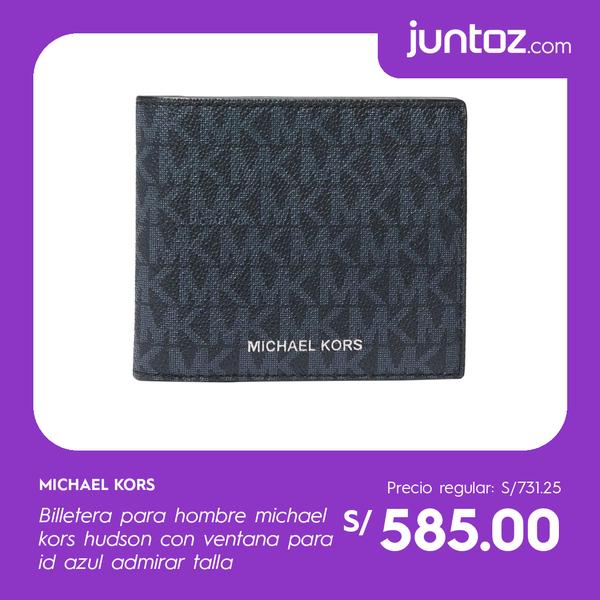 juntoz.com
MICHAEL KORS
MICHAEL KORS
Billetera para hombre michael
kors hudson con ventana para
id azul admirar talla
Precio regular: S/731.25
S/ 585.00